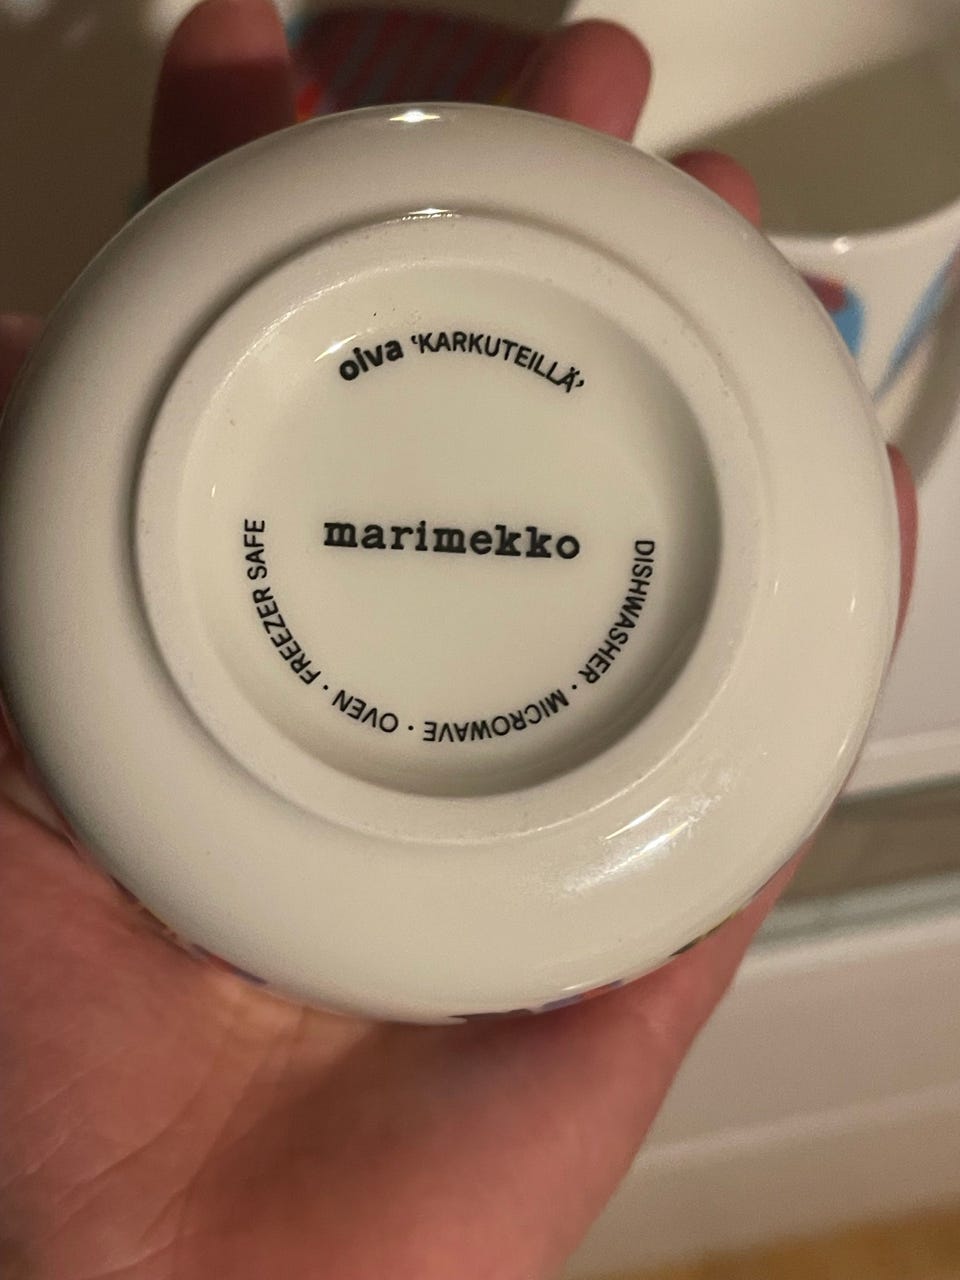 oiva ‘KARKUTEILLÄ’
marimekko
DISHWASHER · MICROWAVE · OVEN · FREEZER SAFE